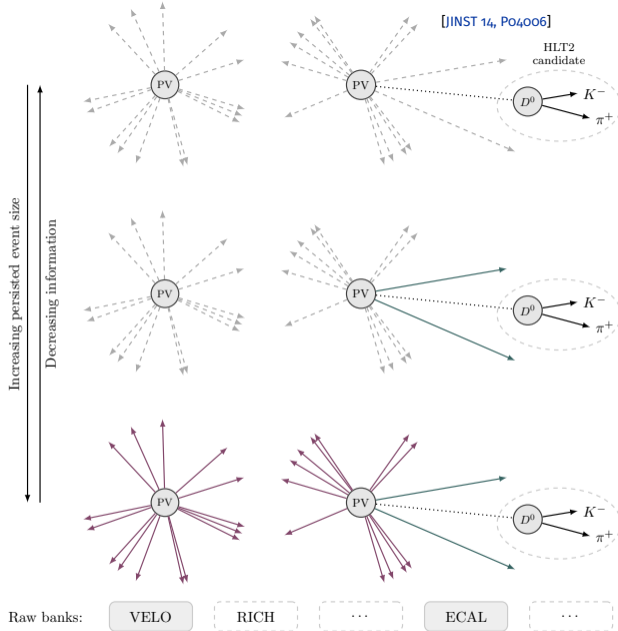 [JINST 14, P04006]
HLT2
candidate
PV
PV
D⁰
K⁻
π⁺
Increasing persisted event size
Decreasing information
PV
PV
D⁰
K⁻
π⁺
PV
PV
D⁰
K⁻
π⁺
Raw banks: VELO RICH ... ECAL ...